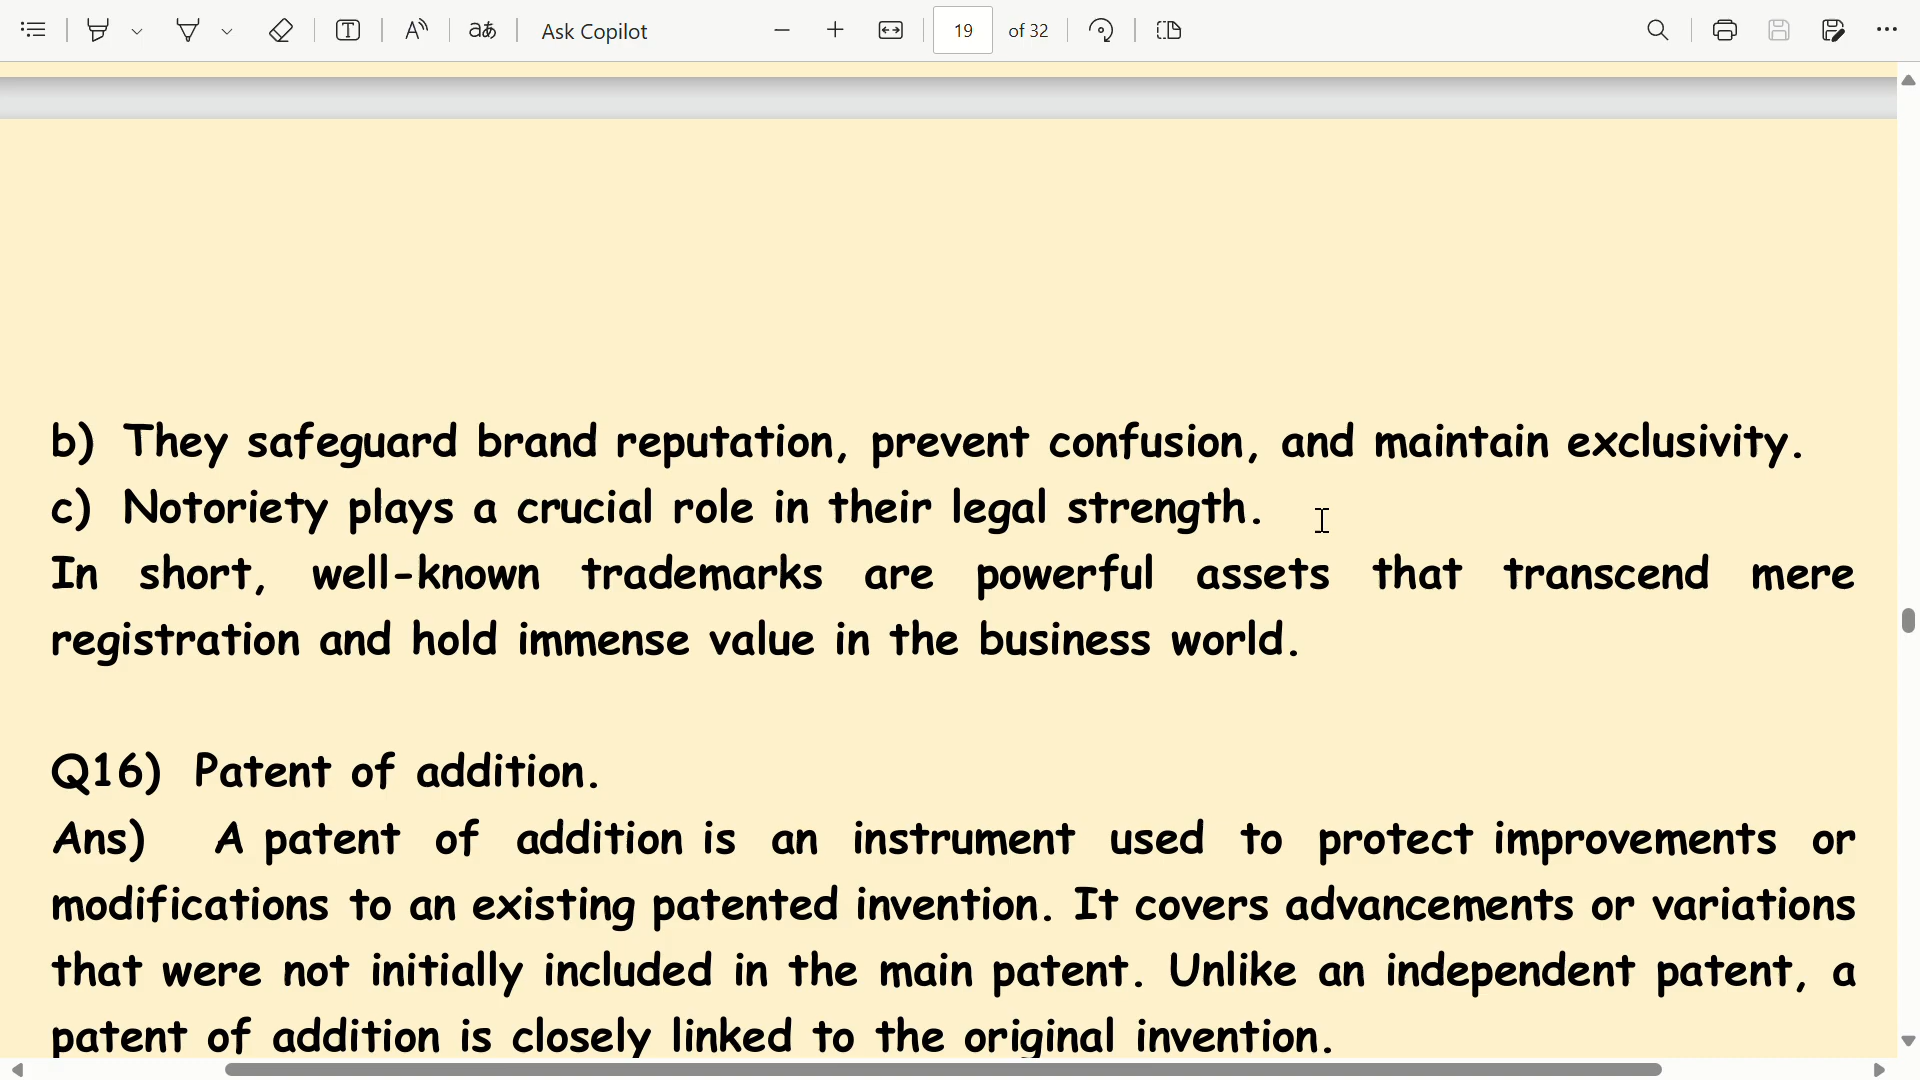 Ask Copilot
19 of 32
b) They safeguard brand reputation, prevent confusion, and maintain exclusivity.
c) Notoriety plays a crucial role in their legal strength.
In short, well-known trademarks are powerful assets that transcend mere
registration and hold immense value in the business world.
Q16) Patent of addition.
Ans) A patent of addition is an instrument used to protect improvements or
modifications to an existing patented invention. It covers advancements or variations
that were not initially included in the main patent. Unlike an independent patent, a
patent of addition is closely linked to the original invention.